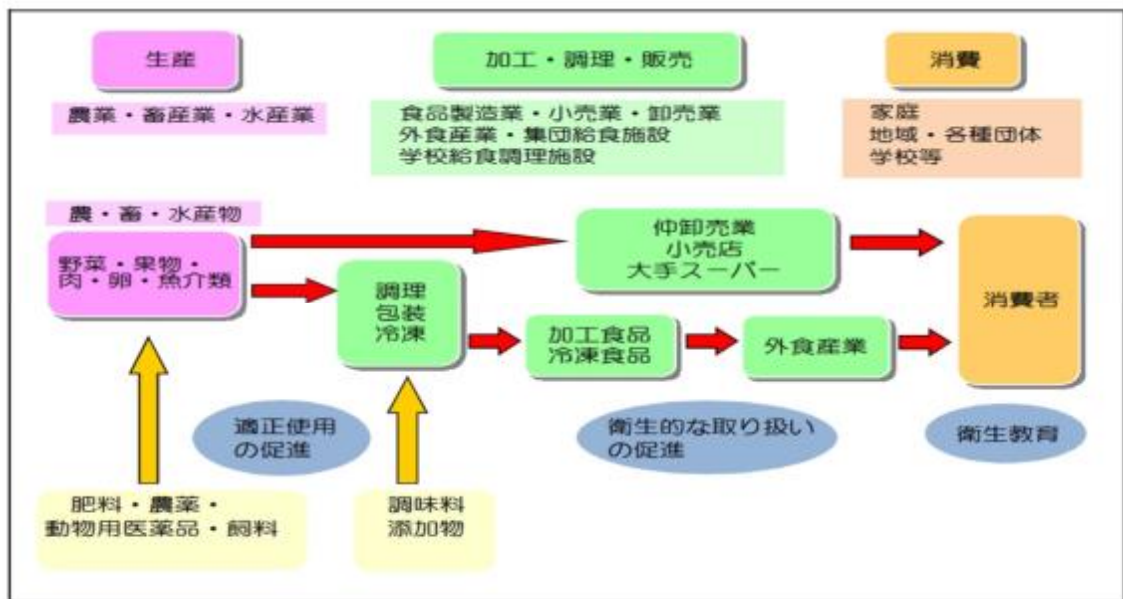 生産
加工・調理・販売
消費
農業・畜産業・水産業
食品製造業・小売業・卸売業
外食産業・集団給食施設
学校給食調理施設
家庭
地域・各種団体
学校等
農・畜・水産物
野菜・果物・
肉・卵・魚介類
仲卸売業
小売店
大手スーパー
調理
包装
冷凍
加工食品
冷凍食品
外食産業
消費者
適正使用
の促進
衛生的な取り扱い
の促進
衛生教育
肥料・農薬・
動物用医薬品・飼料
調味料
添加物